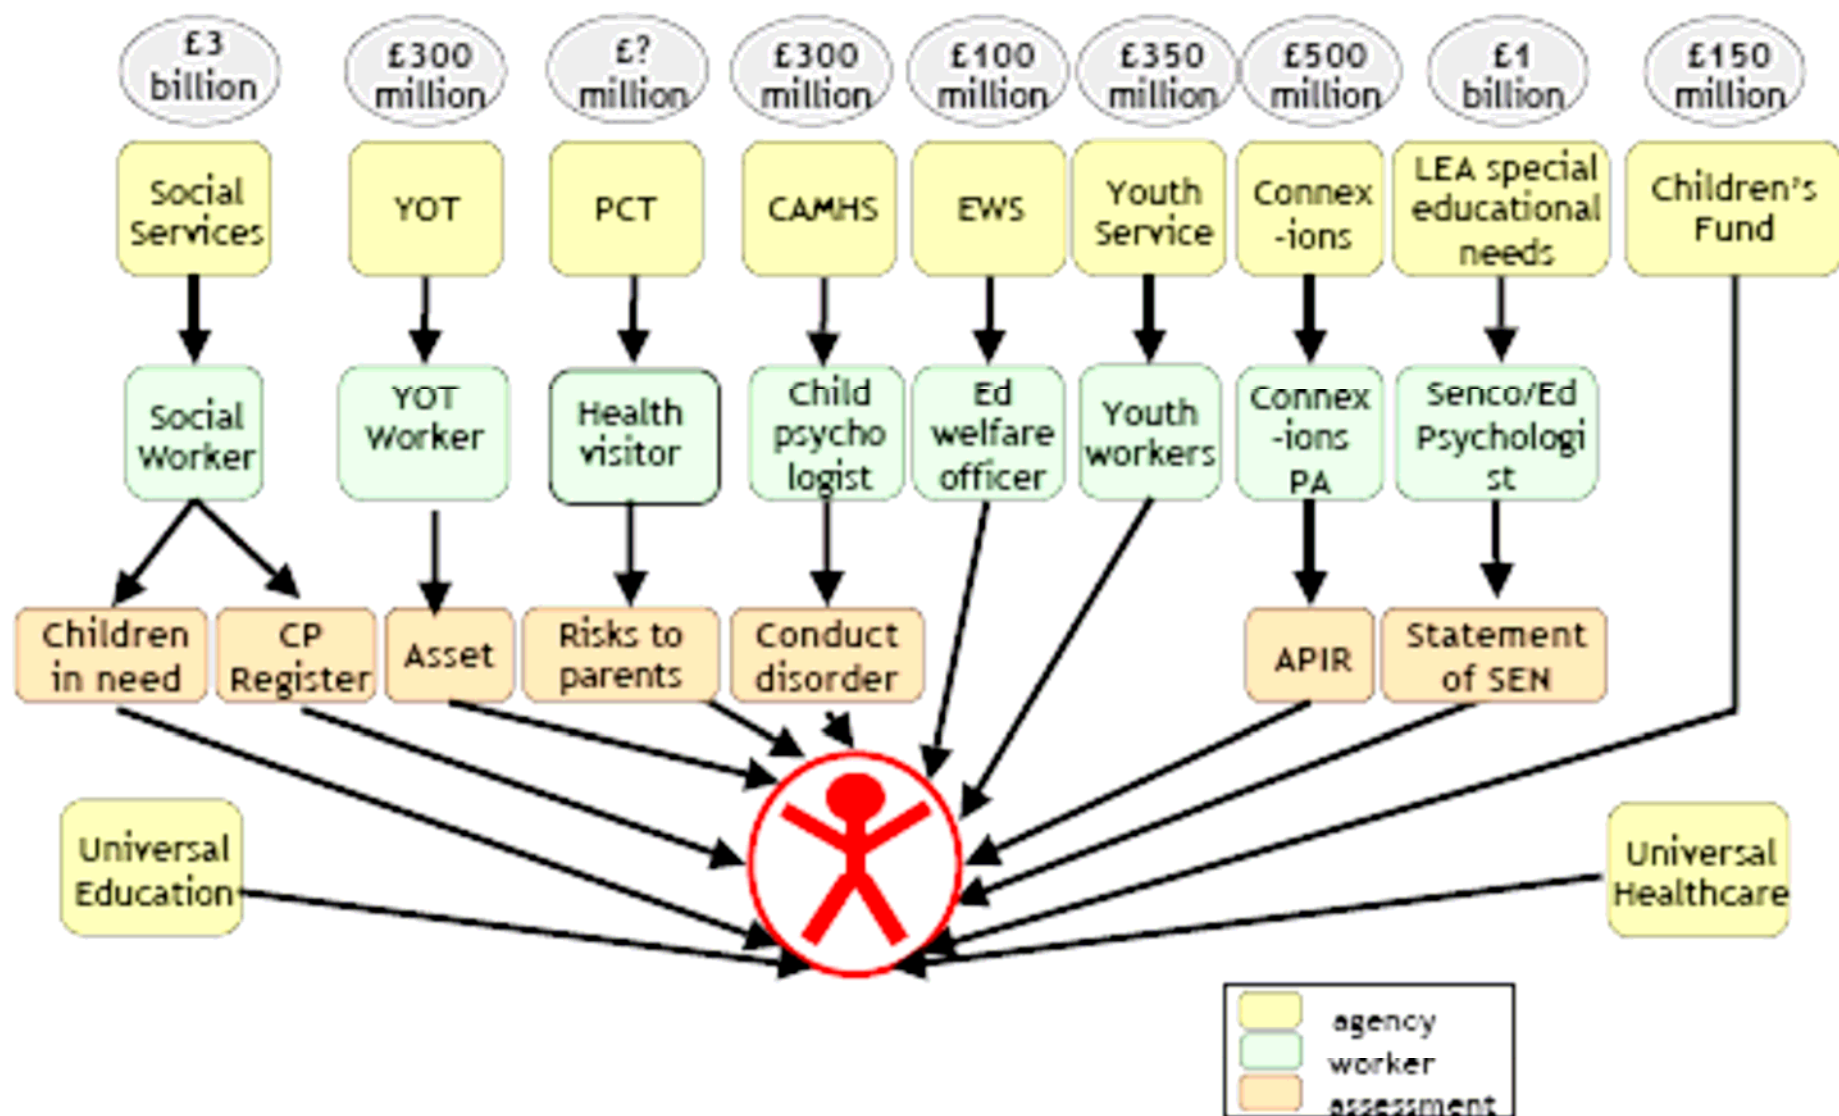 £3
billion
£300
million
£?
million
£300
million
£100
million
£350
million
£500
million
£1
billion
£150
million
Social
Services
YOT
PCT
CAMHS
EWS
Youth
Service
Connex
-ions
LEA special
educational
needs
Children's
Fund
Social
Worker
YOT
Worker
Health
visitor
Child
psycho
logist
Ed
welfare
officer
Youth
workers
Connex
-ions
PA
Senco/Ed
Psychologi
st
Children
in need
CP
Register
Asset
Risks to
parents
Conduct
disorder
APIR
Statement
of SEN
Universal
Education
Universal
Healthcare
agency
worker
assessment